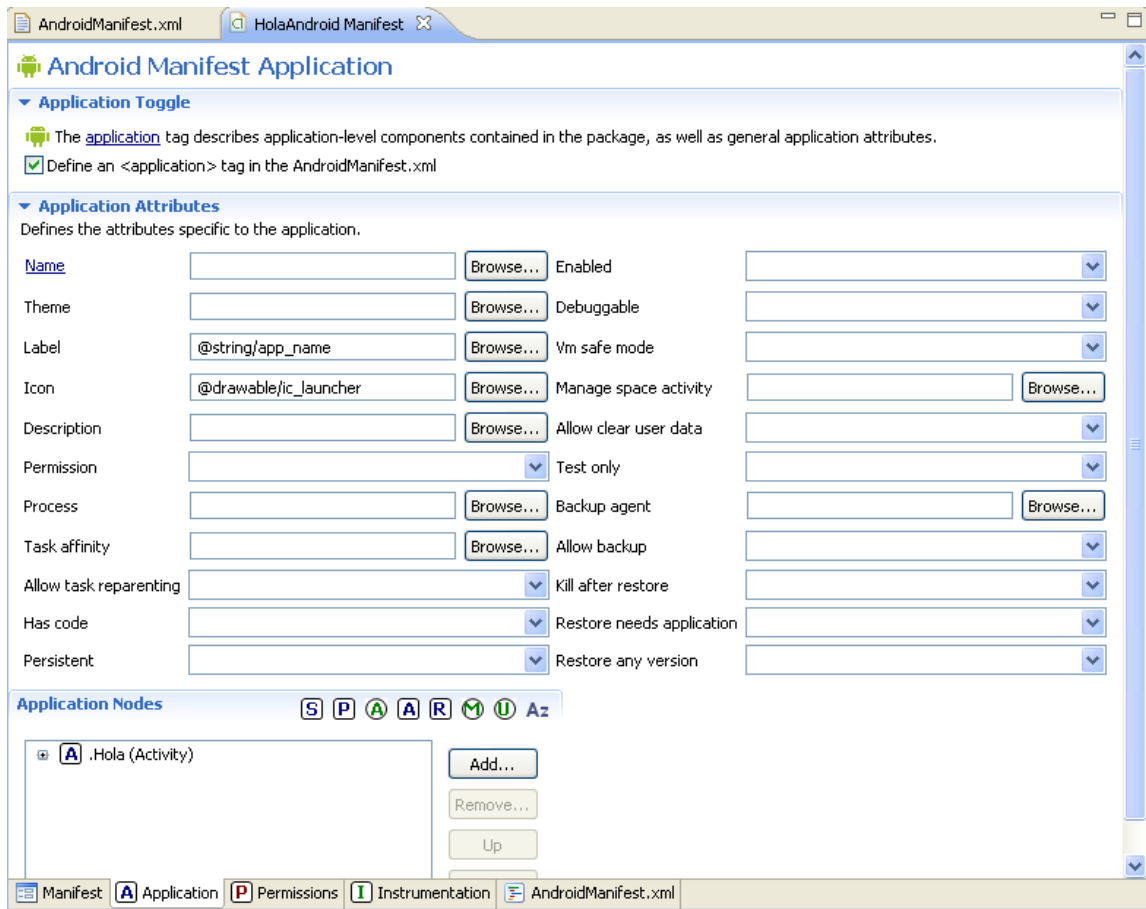 AndroidManifest.xml HolaAndroid Manifest
Android Manifest Application
Application Toggle
The application tag describes application-level components contained in the package, as well as general application attributes.
Define an <application> tag in the AndroidManifest.xml
Application Attributes
Defines the attributes specific to the application.
Name Browse... Enabled
Theme Browse... Debuggable
Label @string/app_name Browse... Vm safe mode
Icon @drawable/ic_launcher Browse... Manage space activity Browse...
Description Browse... Allow clear user data
Permission Test only
Process Browse... Backup agent Browse...
Task affinity Browse... Allow backup
Allow task reparenting Kill after restore
Has code Restore needs application
Persistent Restore any version
Application Nodes S P A A R M U Az
A .Hola (Activity)
Add...
Remove...
Up
Manifest A Application P Permissions I Instrumentation AndroidManifest.xml